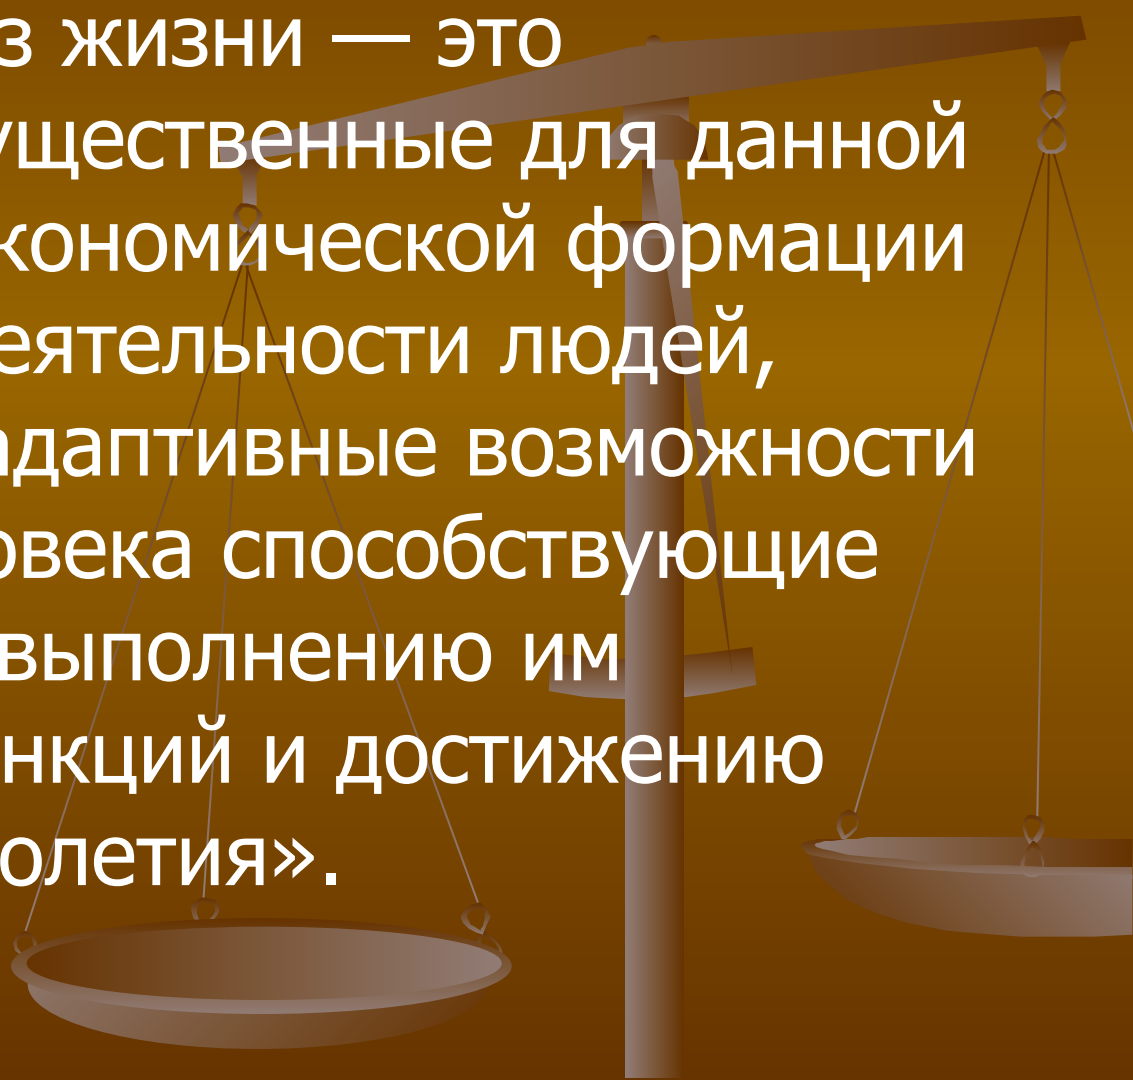 з жизни — это
ущественные для данной
кономической формации
еятельности людей,
адаптивные возможности
овека способствующие
выполнению им
нкций и достижению
олетия».